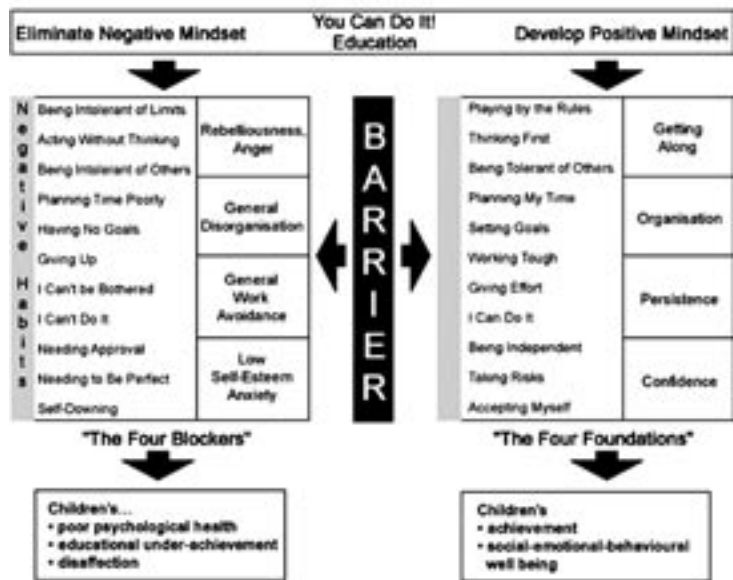 You Can Do It!
Education
Eliminate Negative Mindset
Develop Positive Mindset
Negative Habits
Being Intolerant of Limits
Acting Without Thinking
Being Intolerant of Others
Planning Time Poorly
Having No Goals
Giving Up
I Can't be Bothered
I Can't Do It
Needing Approval
Needing to Be Perfect
Self-Downing
Rebelliousness,
Anger
General
Disorganisation
General
Work
Avoidance
Low
Self-Esteem
Anxiety
BARRIER
Playing by the Rules
Thinking First
Being Tolerant of Others
Planning My Time
Setting Goals
Working Tough
Giving Effort
I Can Do It
Being Independent
Taking Risks
Accepting Myself
Getting
Along
Organisation
Persistence
Confidence
"The Four Blockers"
"The Four Foundations"
Children's...
• poor psychological health
• educational under-achievement
• disaffection
Children's
• achievement
• social-emotional-behavioural
well being